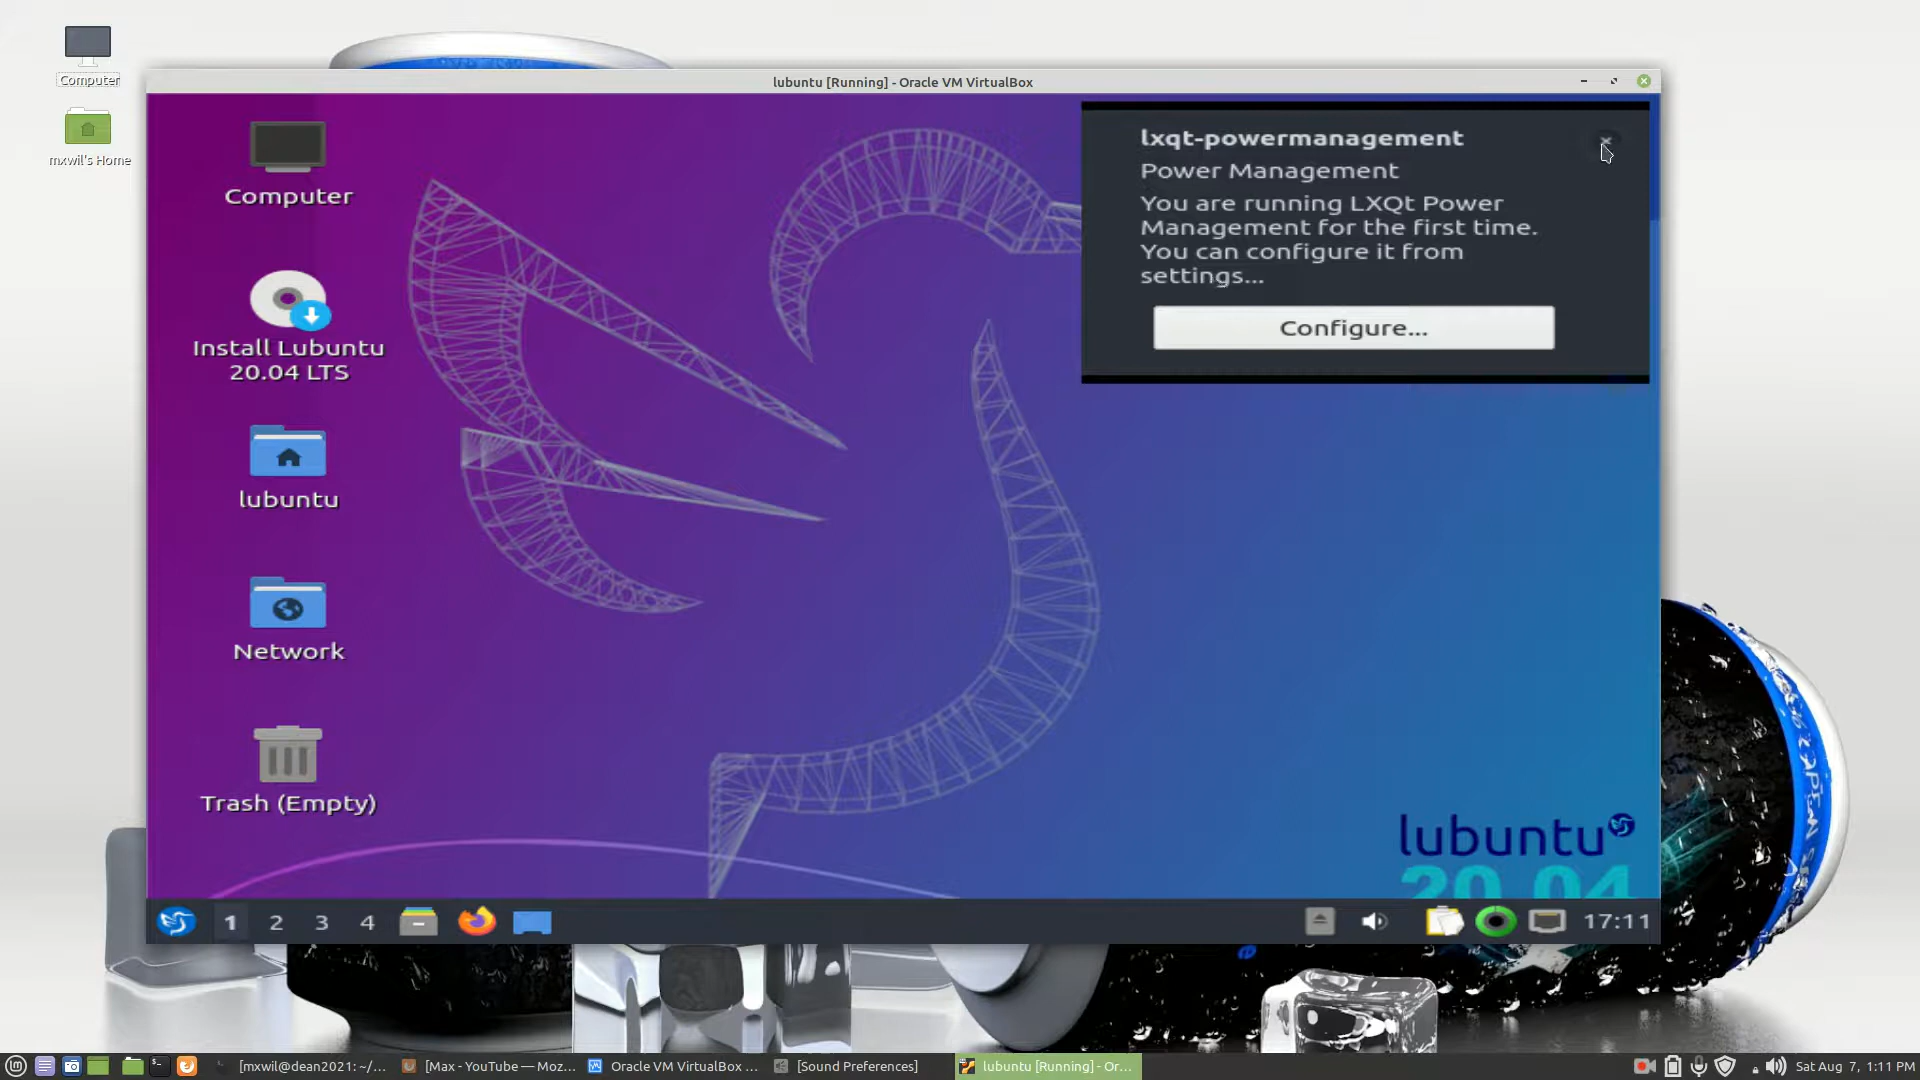 Computer
mxwil's Home
lubuntu [Running] - Oracle VM VirtualBox
Computer
Install Lubuntu
20.04 LTS
lubuntu
Network
Trash (Empty)
lxqt-powermanagement
Power Management
You are running LXQt Power
Management for the first time.
You can configure it from
settings...
Configure...
lubuntu
20.04
1 2 3 4
17:11
[mxwil@dean2021: ~/...
[Max - YouTube — Moz...
Oracle VM VirtualBox ...
[Sound Preferences]
lubuntu [Running] - Or...
Sat Aug 7, 1:11 PM